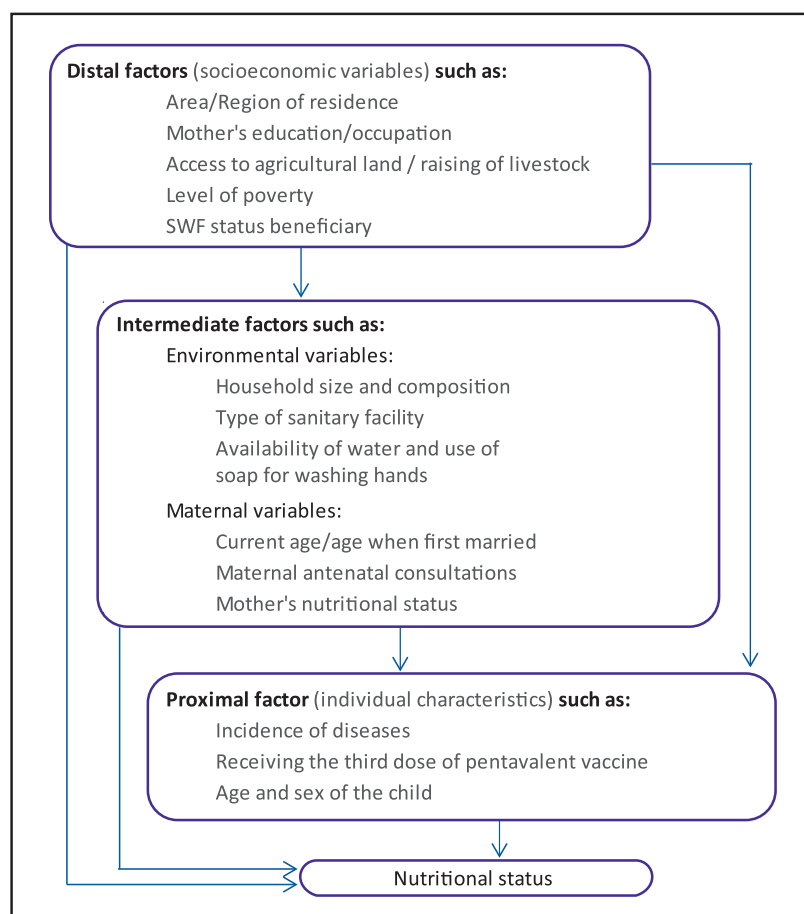 Distal factors (socioeconomic variables) such as:
Area/Region of residence
Mother's education/occupation
Access to agricultural land / raising of livestock
Level of poverty
SWF status beneficiary
Intermediate factors such as:
Environmental variables:
Household size and composition
Type of sanitary facility
Availability of water and use of
soap for washing hands
Maternal variables:
Current age/age when first married
Maternal antenatal consultations
Mother's nutritional status
Proximal factor (individual characteristics) such as:
Incidence of diseases
Receiving the third dose of pentavalent vaccine
Age and sex of the child
Nutritional status